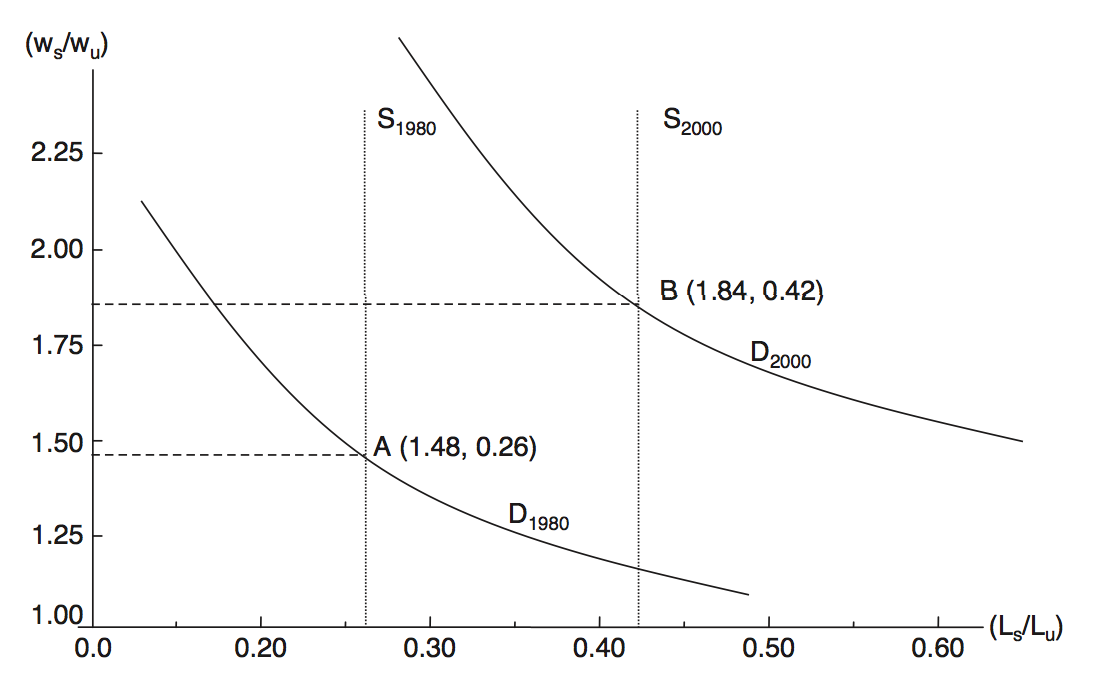 (wₛ/wᵤ)
S₁₉₈₀
S₂₀₀₀
2.25
2.00
B (1.84, 0.42)
1.75
D₂₀₀₀
1.50
A (1.48, 0.26)
D₁₉₈₀
1.25
1.00
(Lₛ/Lᵤ)
0.0 0.20 0.30 0.40 0.50 0.60